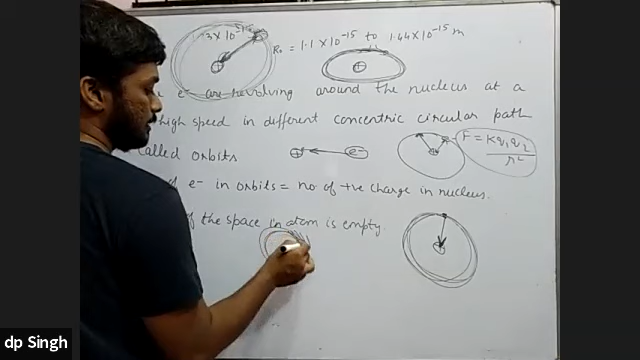 .3 X 10
R₀ = 1.1 X 10⁻¹⁵ to 1.44 X 10⁻¹⁵ m
e⁻ are revolving around the nucleus at a
high speed in different concentric circular path
called orbits
F = Kq₁q₂/r²
of e⁻ in orbits = no of +ve charge in nucleus.
of the space in atom is empty.
dp Singh